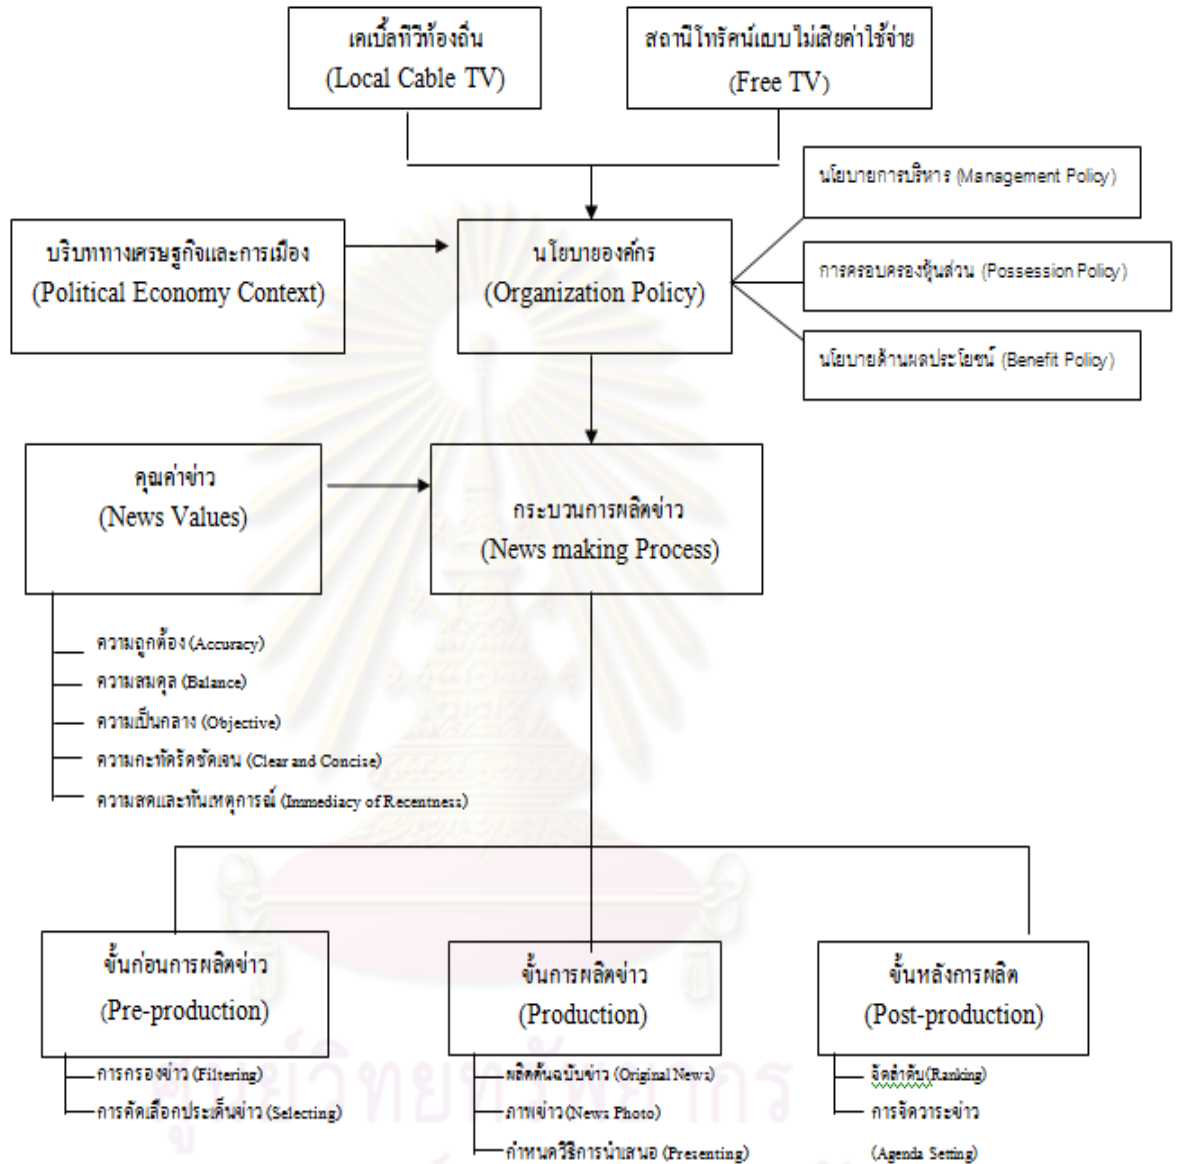 เคเบิ้ลทีวีท้องถิ่น
(Local Cable TV)
สถานีโทรัศน์แบบไม่เสียค่าใช้จ่าย
(Free TV)
นโยบายการบริหาร (Management Policy)
บริบททางเศรษฐกิจและการเมือง
(Political Economy Context)
นโยบายองค์กร
(Organization Policy)
การครอบครองหุ้นส่วน (Possession Policy)
นโยบายด้านผลประโยชน์ (Benefit Policy)
คุณค่าข่าว
(News Values)
กระบวนการผลิตข่าว
(News making Process)
ความถูกต้อง (Accuracy)
ความสมดุล (Balance)
ความเป็นกลาง (Objective)
ความกะทัดรัดชัดเจน (Clear and Concise)
ความสดและทันเหตุการณ์ (Immediacy of Recentness)
ขั้นก่อนการผลิตข่าว
(Pre-production)
การกรองข่าว (Filtering)
การคัดเลือกประเด็นข่าว (Selecting)
ขั้นการผลิตข่าว
(Production)
ผลิตต้นฉบับข่าว (Original News)
ภาพข่าว (News Photo)
กำหนดวิธีการนำเสนอ (Presenting)
ขั้นหลังการผลิต
(Post-production)
จัดลำดับ(Ranking)
การจัดวาระข่าว
(Agenda Setting)
ศูนย์วิทยทรัพยากร